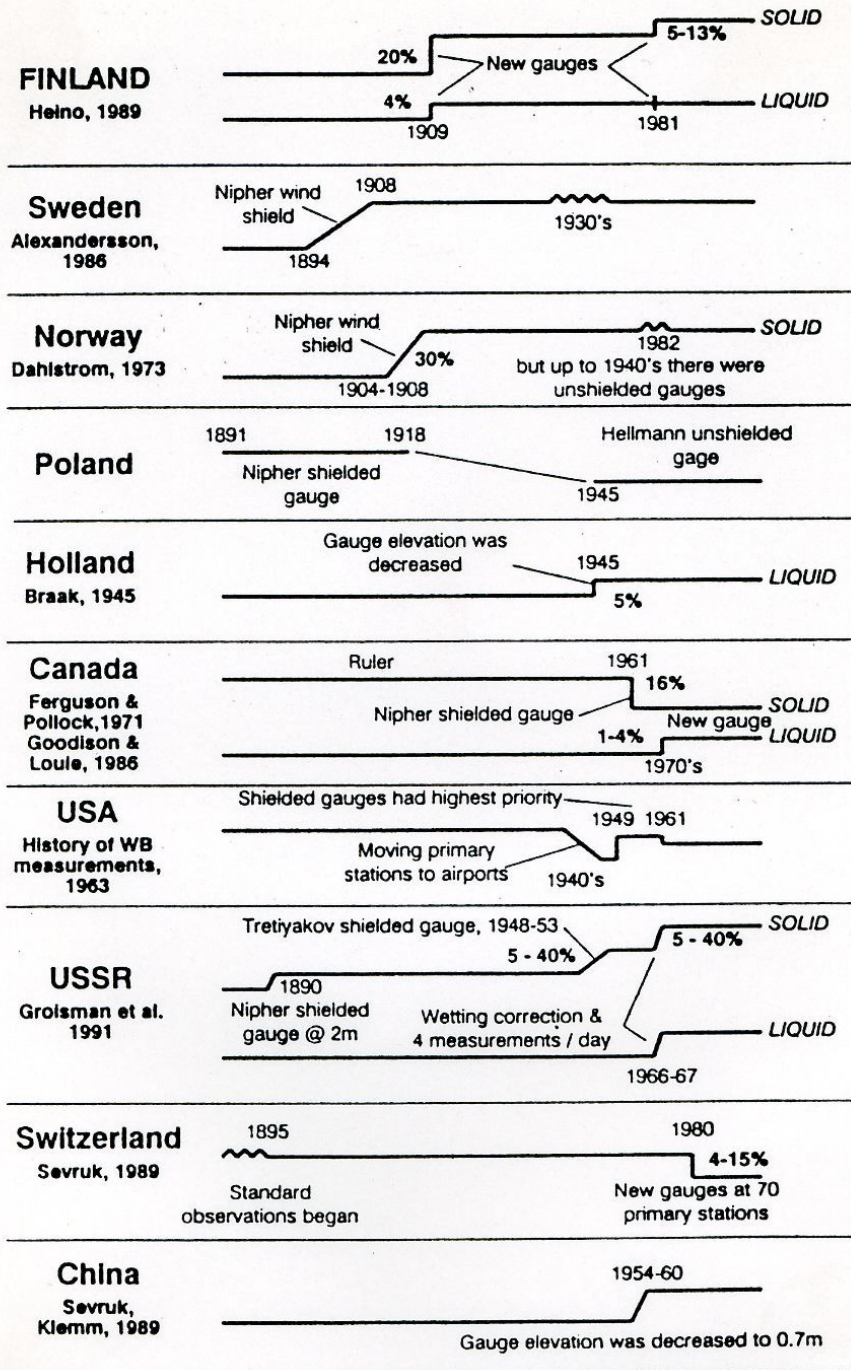 SOLID
5-13%
20%
New gauges
FINLAND
Heino, 1989
4%
LIQUID
1909
1981
Nipher wind
shield
1908
Sweden
Alexandersson,
1986
1894
1930's
Nipher wind
shield
Norway
Dahlstrom, 1973
30%
SOLID
1982
1904-1908
but up to 1940's there were
unshielded gauges
1891
1918
Hellmann unshielded
gage
Poland
Nipher shielded
gauge
1945
Gauge elevation was
decreased
1945
Holland
Braak, 1945
LIQUID
5%
Canada
Ferguson &
Pollock,1971
Goodison &
Louie, 1986
Ruler
1961
16%
Nipher shielded gauge
SOLID
New gauge
1-4%
LIQUID
1970's
USA
History of WB
measurements,
1963
Shielded gauges had highest priority
1949
1961
Moving primary
stations to airports
1940's
Tretiyakov shielded gauge, 1948-53
SOLID
5 - 40%
5 - 40%
USSR
Groisman et al.
1991
1890
Nipher shielded
gauge @ 2m
Wetting correction &
4 measurements / day
LIQUID
1966-67
Switzerland
Sevruk, 1989
1895
1980
4-15%
Standard
observations began
New gauges at 70
primary stations
China
Sevruk,
Klemm, 1989
1954-60
Gauge elevation was decreased to 0.7m